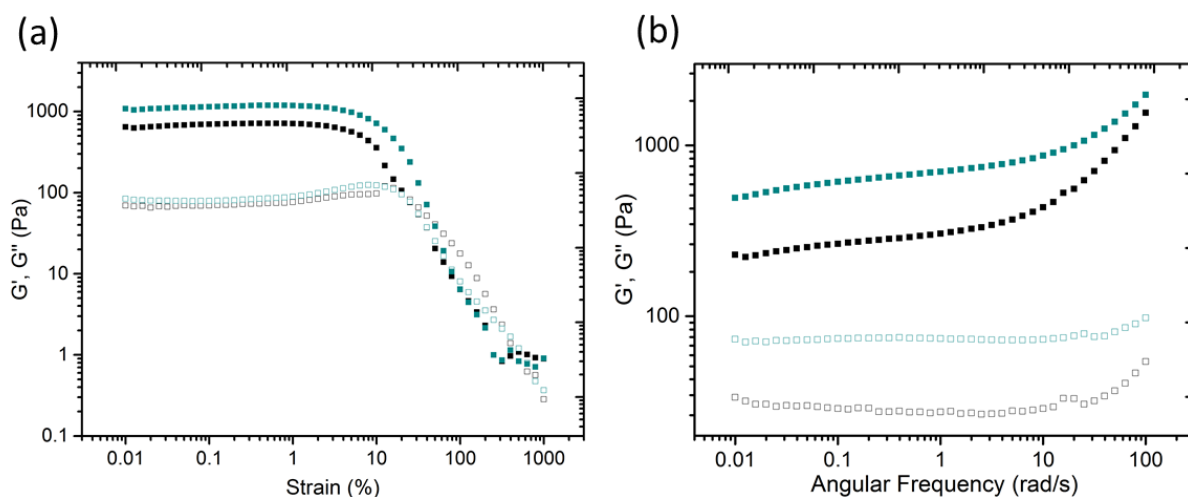 (a)
1000
100
10
1
0.1
G', G'' (Pa)
0.01 0.1 1 10 100 1000
Strain (%)
(b)
1000
100
G', G'' (Pa)
0.01 0.1 1 10 100
Angular Frequency (rad/s)